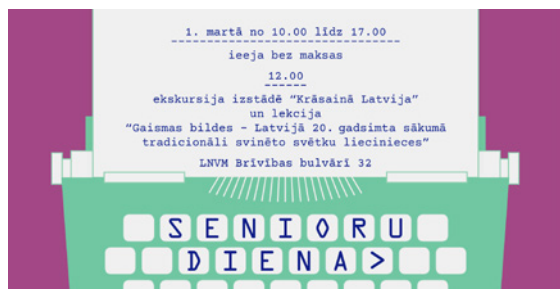 1. martā no 10.00 līdz 17.00
ieeja bez maksas
12.00
ekskursija izstādē “Krāsainā Latvija”
un lekcija
“Gaismas bildes – Latvijā 20. gadsimta sākumā
tradicionāli svinēto svētku liecinieces”
LNVM Brīvības bulvārī 32
SENIORU
DIENA>